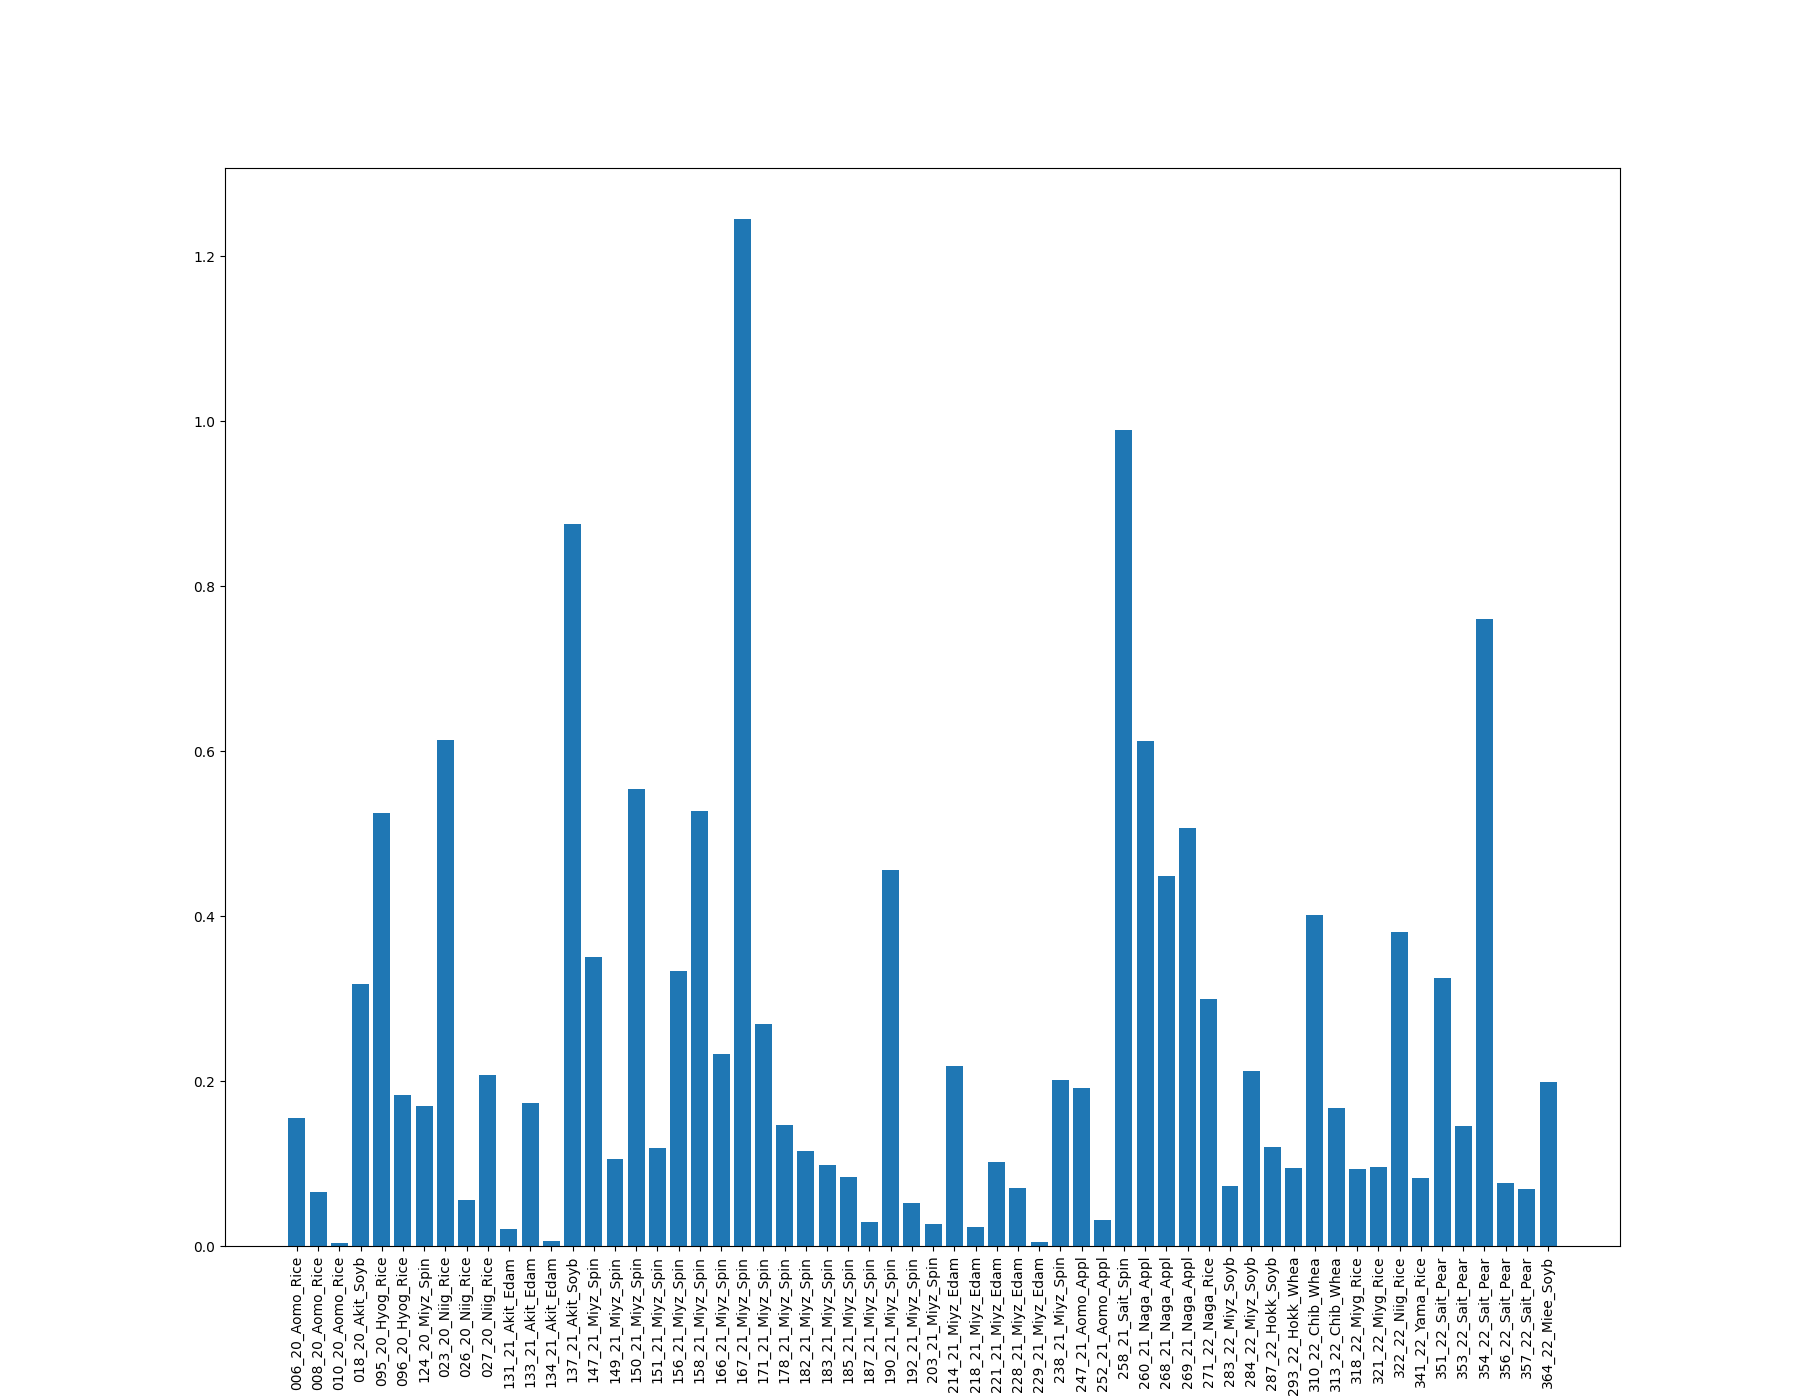 1.2
1.0
0.8
0.6
0.4
0.2
0.0
006_20_Aomo_Rice
008_20_Aomo_Rice
010_20_Aomo_Rice
018_20_Akit_Soyb
095_20_Hyog_Rice
096_20_Hyog_Rice
124_20_Miyz_Spin
023_20_Niig_Rice
026_20_Niig_Rice
027_20_Niig_Rice
131_21_Akit_Edam
133_21_Akit_Edam
134_21_Akit_Edam
137_21_Akit_Soyb
147_21_Miyz_Spin
149_21_Miyz_Spin
150_21_Miyz_Spin
151_21_Miyz_Spin
156_21_Miyz_Spin
158_21_Miyz_Spin
166_21_Miyz_Spin
167_21_Miyz_Spin
171_21_Miyz_Spin
178_21_Miyz_Spin
182_21_Miyz_Spin
183_21_Miyz_Spin
185_21_Miyz_Spin
187_21_Miyz_Spin
190_21_Miyz_Spin
192_21_Miyz_Spin
203_21_Miyz_Spin
214_21_Miyz_Edam
218_21_Miyz_Edam
221_21_Miyz_Edam
228_21_Miyz_Edam
229_21_Miyz_Edam
238_21_Miyz_Spin
247_21_Aomo_Appl
252_21_Aomo_Appl
258_21_Sait_Spin
260_21_Naga_Appl
268_21_Naga_Appl
269_21_Naga_Appl
271_22_Naga_Rice
283_22_Miyz_Soyb
284_22_Miyz_Soyb
287_22_Hokk_Soyb
293_22_Hokk_Whea
310_22_Chib_Whea
313_22_Chib_Whea
318_22_Miyg_Rice
321_22_Miyg_Rice
322_22_Niig_Rice
341_22_Yama_Rice
351_22_Sait_Pear
353_22_Sait_Pear
354_22_Sait_Pear
356_22_Sait_Pear
357_22_Sait_Pear
364_22_Miee_Soyb